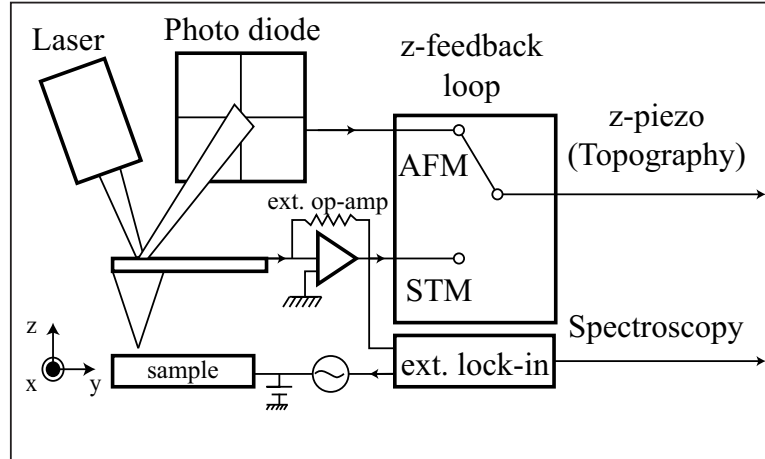 Laser
Photo diode
z-feedback
loop
z-piezo
(Topography)
AFM
ext. op-amp
STM
Spectroscopy
z
x
y
sample
ext. lock-in